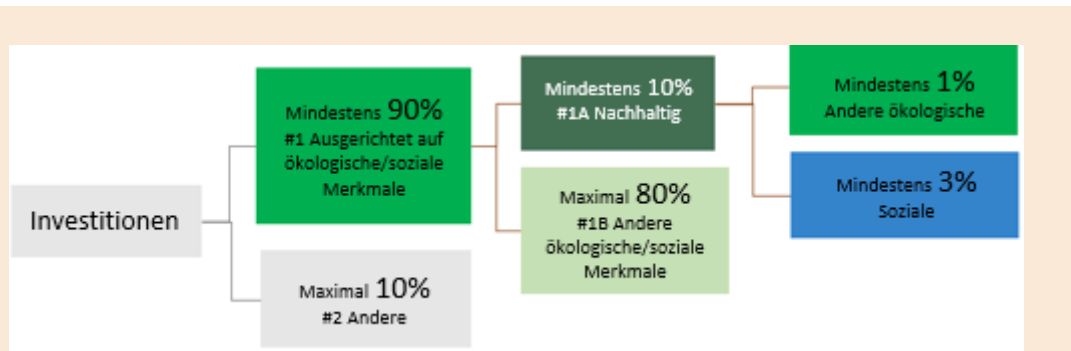 Investitionen
Mindestens 90%
#1 Ausgerichtet auf
ökologische/soziale
Merkmale
Maximal 10%
#2 Andere
Mindestens 10%
#1A Nachhaltig
Maximal 80%
#1B Andere
ökologische/soziale
Merkmale
Mindestens 1%
Andere ökologische
Mindestens 3%
Soziale